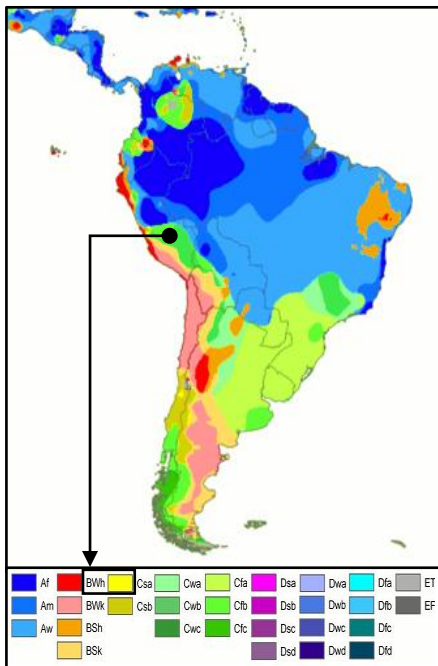 Af BWh Csa Cwa Cfa Dsa Dwa Dfa ET
Am BWk Csb Cwb Cfb Dsb Dwb Dfb EF
Aw BSh Cwc Cfc Dsc Dwc Dfc
BSk Dsd Dwd Dfd